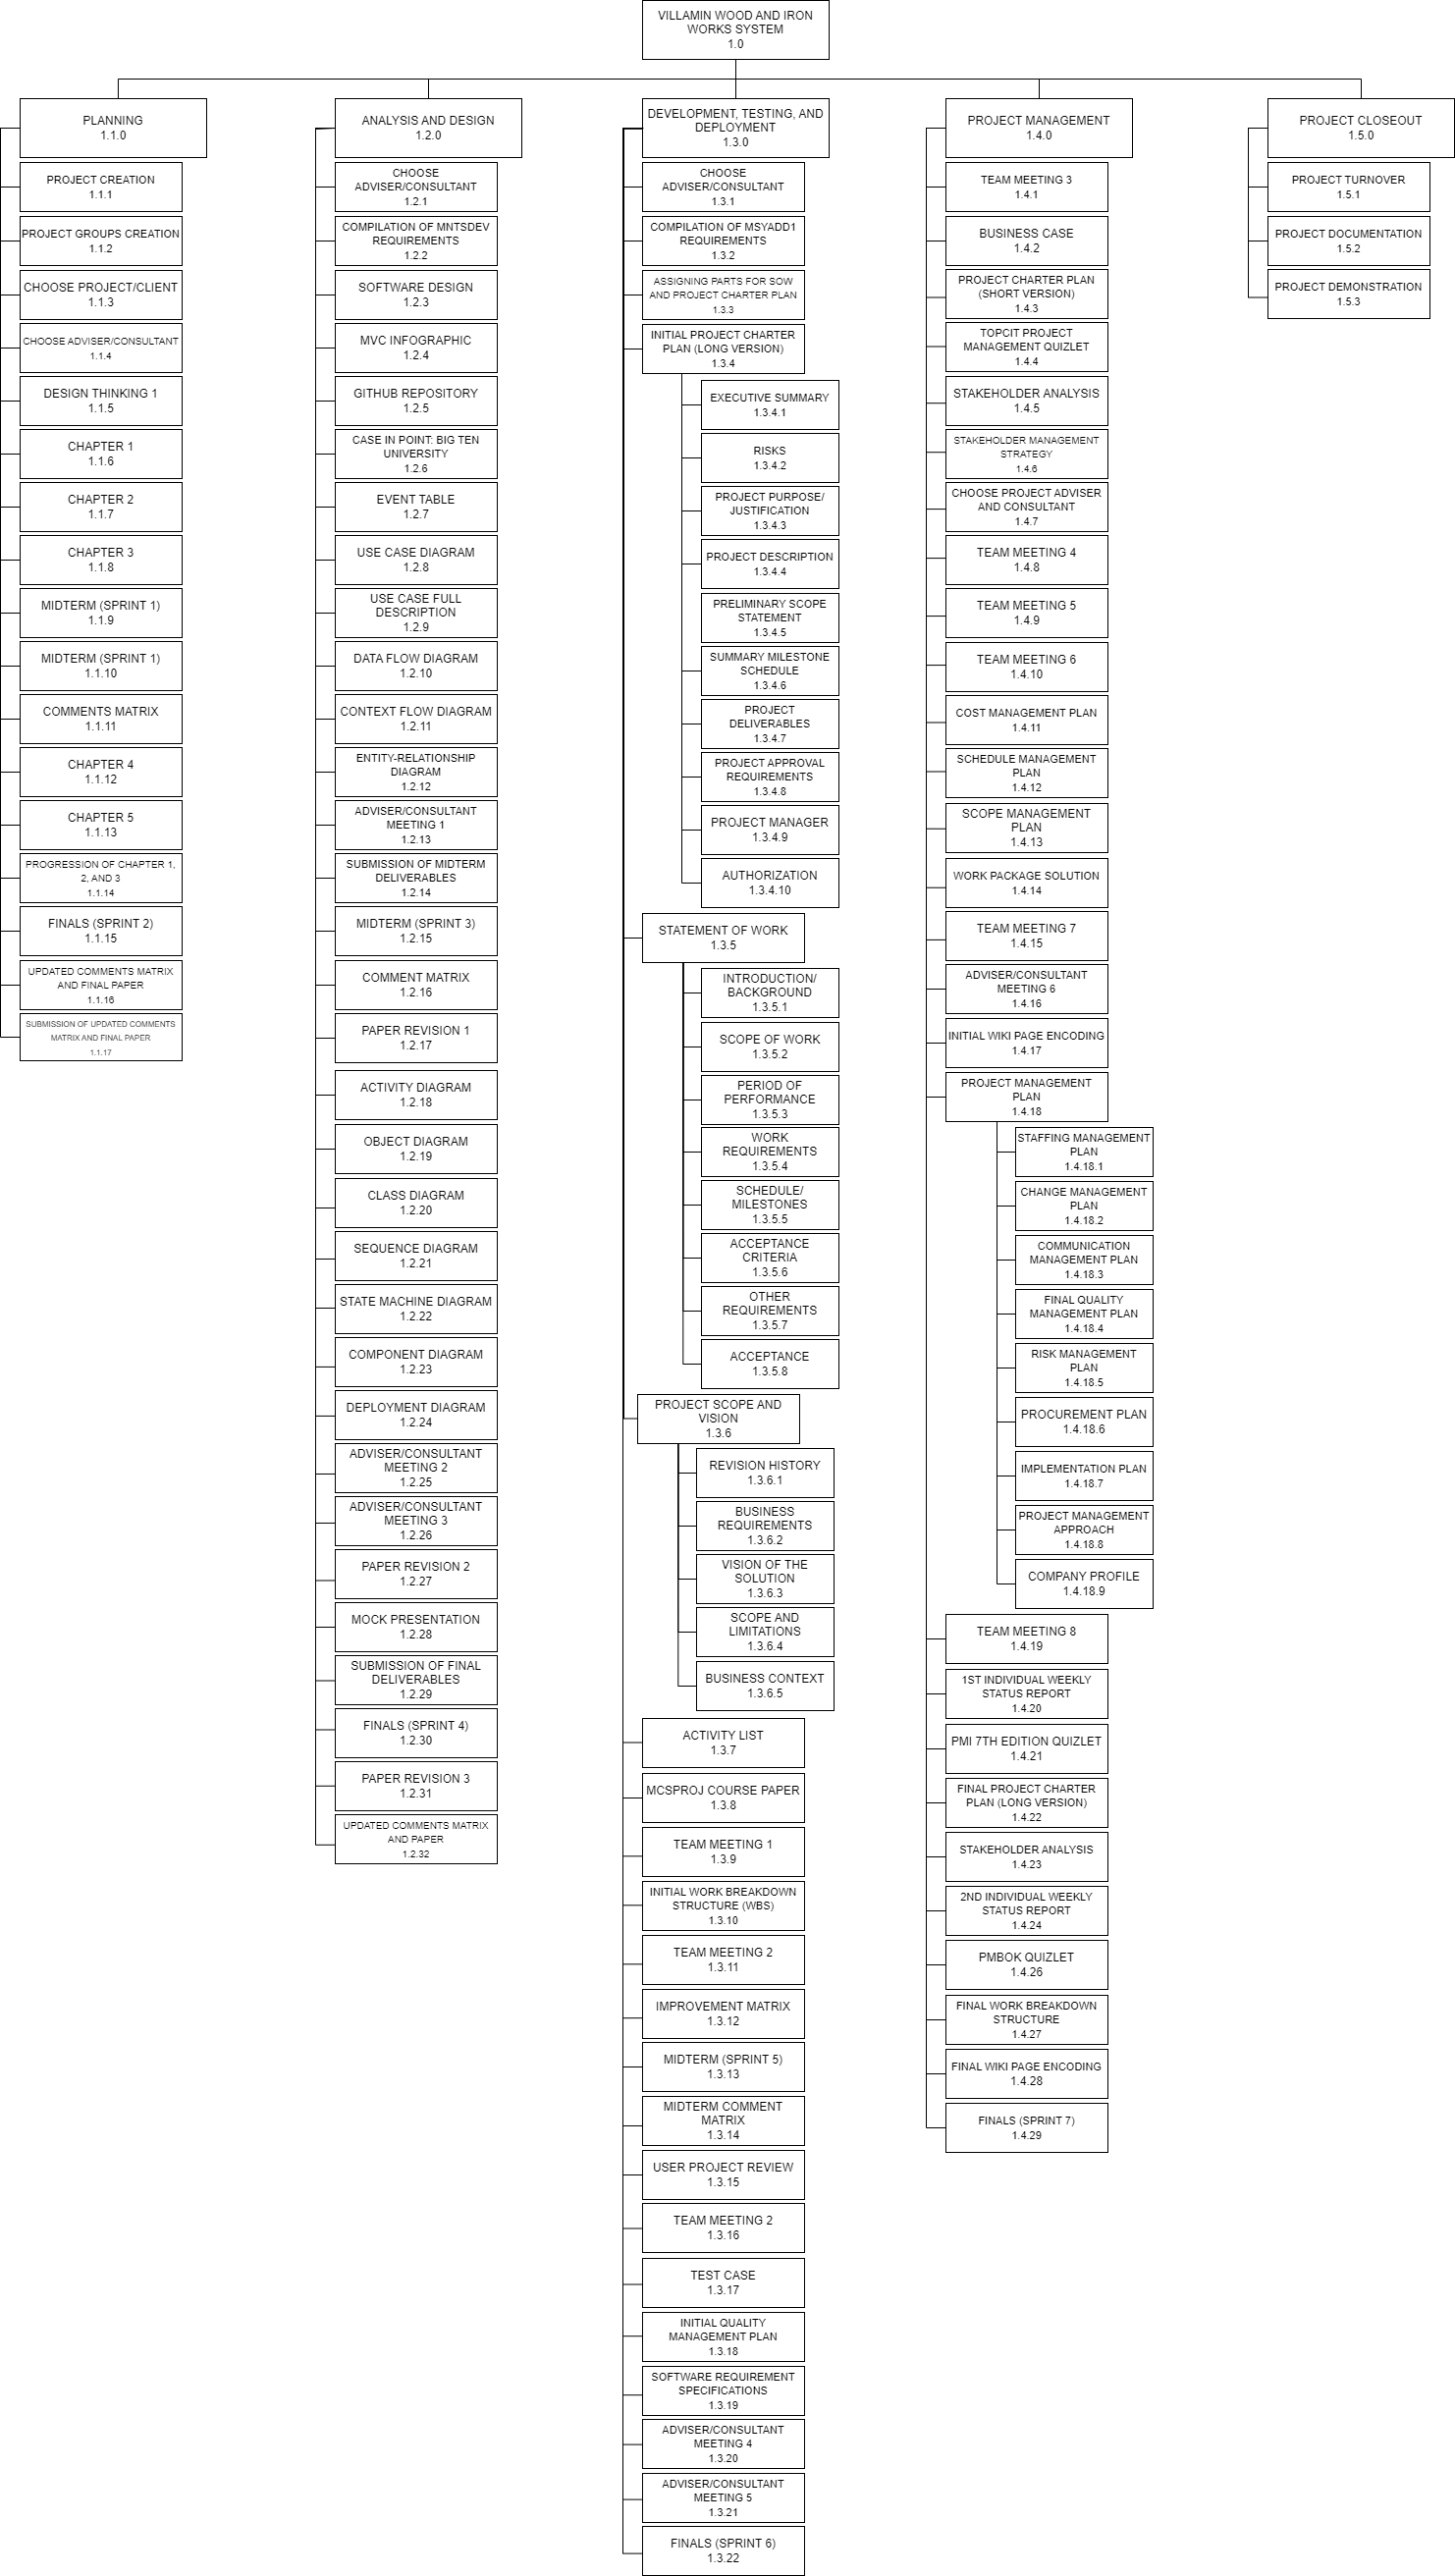 VILLAMIN WOOD AND IRON
WORKS SYSTEM
1.0
PLANNING
1.1.0
PROJECT CREATION
1.1.1
PROJECT GROUPS CREATION
1.1.2
CHOOSE PROJECT/CLIENT
1.1.3
CHOOSE ADVISER/CONSULTANT
1.1.4
DESIGN THINKING 1
1.1.5
CHAPTER 1
1.1.6
CHAPTER 2
1.1.7
CHAPTER 3
1.1.8
MIDTERM (SPRINT 1)
1.1.9
MIDTERM (SPRINT 1)
1.1.10
COMMENTS MATRIX
1.1.11
CHAPTER 4
1.1.12
CHAPTER 5
1.1.13
PROGRESSION OF CHAPTER 1,
2, AND 3
1.1.14
FINALS (SPRINT 2)
1.1.15
UPDATED COMMENTS MATRIX
AND FINAL PAPER
1.1.16
SUBMISSION OF UPDATED COMMENTS
MATRIX AND FINAL PAPER
1.1.17
ANALYSIS AND DESIGN
1.2.0
CHOOSE
ADVISER/CONSULTANT
1.2.1
COMPILATION OF MNTSDEV
REQUIREMENTS
1.2.2
SOFTWARE DESIGN
1.2.3
MVC INFOGRAPHIC
1.2.4
GITHUB REPOSITORY
1.2.5
CASE IN POINT: BIG TEN
UNIVERSITY
1.2.6
EVENT TABLE
1.2.7
USE CASE DIAGRAM
1.2.8
USE CASE FULL
DESCRIPTION
1.2.9
DATA FLOW DIAGRAM
1.2.10
CONTEXT FLOW DIAGRAM
1.2.11
ENTITY-RELATIONSHIP
DIAGRAM
1.2.12
ADVISER/CONSULTANT
MEETING 1
1.2.13
SUBMISSION OF MIDTERM
DELIVERABLES
1.2.14
MIDTERM (SPRINT 3)
1.2.15
COMMENT MATRIX
1.2.16
PAPER REVISION 1
1.2.17
ACTIVITY DIAGRAM
1.2.18
OBJECT DIAGRAM
1.2.19
CLASS DIAGRAM
1.2.20
SEQUENCE DIAGRAM
1.2.21
STATE MACHINE DIAGRAM
1.2.22
COMPONENT DIAGRAM
1.2.23
DEPLOYMENT DIAGRAM
1.2.24
ADVISER/CONSULTANT
MEETING 2
1.2.25
ADVISER/CONSULTANT
MEETING 3
1.2.26
PAPER REVISION 2
1.2.27
MOCK PRESENTATION
1.2.28
SUBMISSION OF FINAL
DELIVERABLES
1.2.29
FINALS (SPRINT 4)
1.2.30
PAPER REVISION 3
1.2.31
UPDATED COMMENTS MATRIX
AND PAPER
1.2.32
DEVELOPMENT, TESTING, AND
DEPLOYMENT
1.3.0
CHOOSE
ADVISER/CONSULTANT
1.3.1
COMPILATION OF MSYADD1
REQUIREMENTS
1.3.2
ASSIGNING PARTS FOR SOW
AND PROJECT CHARTER PLAN
1.3.3
INITIAL PROJECT CHARTER
PLAN (LONG VERSION)
1.3.4
EXECUTIVE SUMMARY
1.3.4.1
RISKS
1.3.4.2
PROJECT PURPOSE/
JUSTIFICATION
1.3.4.3
PROJECT DESCRIPTION
1.3.4.4
PRELIMINARY SCOPE
STATEMENT
1.3.4.5
SUMMARY MILESTONE
SCHEDULE
1.3.4.6
PROJECT
DELIVERABLES
1.3.4.7
PROJECT APPROVAL
REQUIREMENTS
1.3.4.8
PROJECT MANAGER
1.3.4.9
AUTHORIZATION
1.3.4.10
STATEMENT OF WORK
1.3.5
INTRODUCTION/
BACKGROUND
1.3.5.1
SCOPE OF WORK
1.3.5.2
PERIOD OF
PERFORMANCE
1.3.5.3
WORK
REQUIREMENTS
1.3.5.4
SCHEDULE/
MILESTONES
1.3.5.5
ACCEPTANCE
CRITERIA
1.3.5.6
OTHER
REQUIREMENTS
1.3.5.7
ACCEPTANCE
1.3.5.8
PROJECT SCOPE AND
VISION
1.3.6
REVISION HISTORY
1.3.6.1
BUSINESS
REQUIREMENTS
1.3.6.2
VISION OF THE
SOLUTION
1.3.6.3
SCOPE AND
LIMITATIONS
1.3.6.4
BUSINESS CONTEXT
1.3.6.5
ACTIVITY LIST
1.3.7
MCSPROJ COURSE PAPER
1.3.8
TEAM MEETING 1
1.3.9
INITIAL WORK BREAKDOWN
STRUCTURE (WBS)
1.3.10
TEAM MEETING 2
1.3.11
IMPROVEMENT MATRIX
1.3.12
MIDTERM (SPRINT 5)
1.3.13
MIDTERM COMMENT
MATRIX
1.3.14
USER PROJECT REVIEW
1.3.15
TEAM MEETING 2
1.3.16
TEST CASE
1.3.17
INITIAL QUALITY
MANAGEMENT PLAN
1.3.18
SOFTWARE REQUIREMENT
SPECIFICATIONS
1.3.19
ADVISER/CONSULTANT
MEETING 4
1.3.20
ADVISER/CONSULTANT
MEETING 5
1.3.21
FINALS (SPRINT 6)
1.3.22
PROJECT MANAGEMENT
1.4.0
TEAM MEETING 3
1.4.1
BUSINESS CASE
1.4.2
PROJECT CHARTER PLAN
(SHORT VERSION)
1.4.3
TOPCIT PROJECT
MANAGEMENT QUIZLET
1.4.4
STAKEHOLDER ANALYSIS
1.4.5
STAKEHOLDER MANAGEMENT
STRATEGY
1.4.6
CHOOSE PROJECT ADVISER
AND CONSULTANT
1.4.7
TEAM MEETING 4
1.4.8
TEAM MEETING 5
1.4.9
TEAM MEETING 6
1.4.10
COST MANAGEMENT PLAN
1.4.11
SCHEDULE MANAGEMENT
PLAN
1.4.12
SCOPE MANAGEMENT
PLAN
1.4.13
WORK PACKAGE SOLUTION
1.4.14
TEAM MEETING 7
1.4.15
ADVISER/CONSULTANT
MEETING 6
1.4.16
INITIAL WIKI PAGE ENCODING
1.4.17
PROJECT MANAGEMENT
PLAN
1.4.18
STAFFING MANAGEMENT
PLAN
1.4.18.1
CHANGE MANAGEMENT
PLAN
1.4.18.2
COMMUNICATION
MANAGEMENT PLAN
1.4.18.3
FINAL QUALITY
MANAGEMENT PLAN
1.4.18.4
RISK MANAGEMENT
PLAN
1.4.18.5
PROCUREMENT PLAN
1.4.18.6
IMPLEMENTATION PLAN
1.4.18.7
PROJECT MANAGEMENT
APPROACH
1.4.18.8
COMPANY PROFILE
1.4.18.9
TEAM MEETING 8
1.4.19
1ST INDIVIDUAL WEEKLY
STATUS REPORT
1.4.20
PMI 7TH EDITION QUIZLET
1.4.21
FINAL PROJECT CHARTER
PLAN (LONG VERSION)
1.4.22
STAKEHOLDER ANALYSIS
1.4.23
2ND INDIVIDUAL WEEKLY
STATUS REPORT
1.4.24
PMBOK QUIZLET
1.4.26
FINAL WORK BREAKDOWN
STRUCTURE
1.4.27
FINAL WIKI PAGE ENCODING
1.4.28
FINALS (SPRINT 7)
1.4.29
PROJECT CLOSEOUT
1.5.0
PROJECT TURNOVER
1.5.1
PROJECT DOCUMENTATION
1.5.2
PROJECT DEMONSTRATION
1.5.3